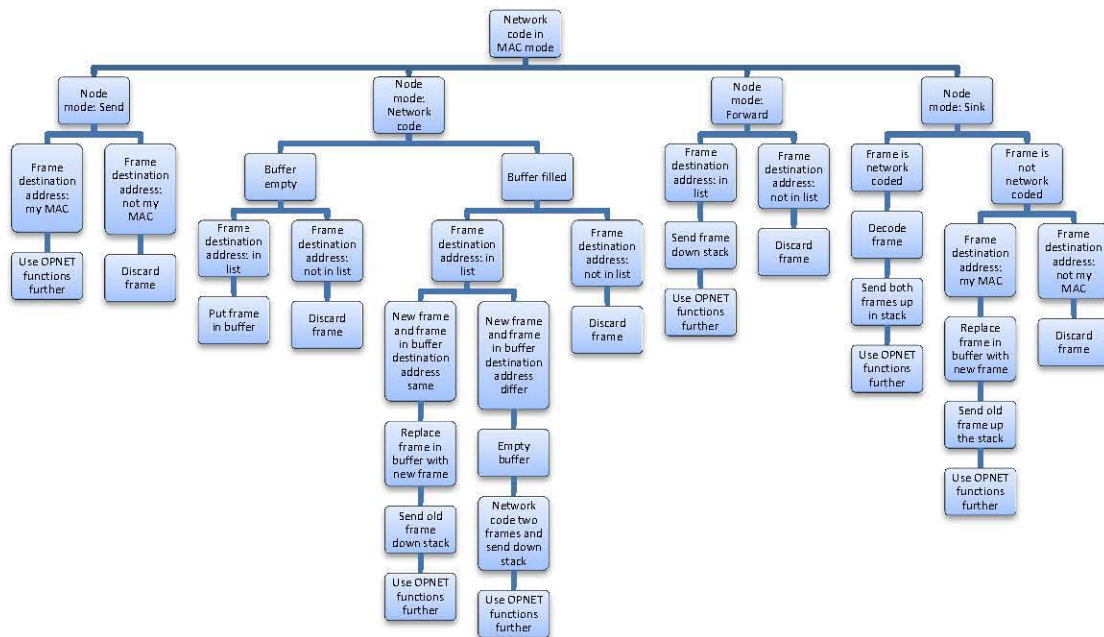 Network
code in
MAC mode
Node
mode: Send
Frame
destination
address:
my MAC
Use OPNET
functions
further
Frame
destination
address:
not my
MAC
Discard
frame
Node
mode:
Network
code
Buffer
empty
Frame
destination
address: in
list
Put frame
in buffer
Frame
destination
address:
not in list
Discard
frame
Buffer filled
Frame
destination
address: in
list
New frame
and frame
in buffer
destination
address
same
Replace
frame in
buffer with
new frame
Send old
frame
down stack
Use OPNET
functions
further
New frame
and frame
in buffer
destination
address
differ
Empty
buffer
Network
code two
frames and
send down
stack
Use OPNET
functions
further
Frame
destination
address:
not in list
Discard
frame
Node
mode:
Forward
Frame
destination
address: in
list
Send frame
down stack
Use OPNET
functions
further
Frame
destination
address:
not in list
Discard
frame
Node
mode: Sink
Frame is
network
coded
Decode
frame
Send both
frames up
in stack
Use OPNET
functions
further
Frame is
not
network
coded
Frame
destination
address:
my MAC
Replace
frame in
buffer with
new frame
Send old
frame up
the stack
Use OPNET
functions
further
Frame
destination
address:
not my
MAC
Discard
frame